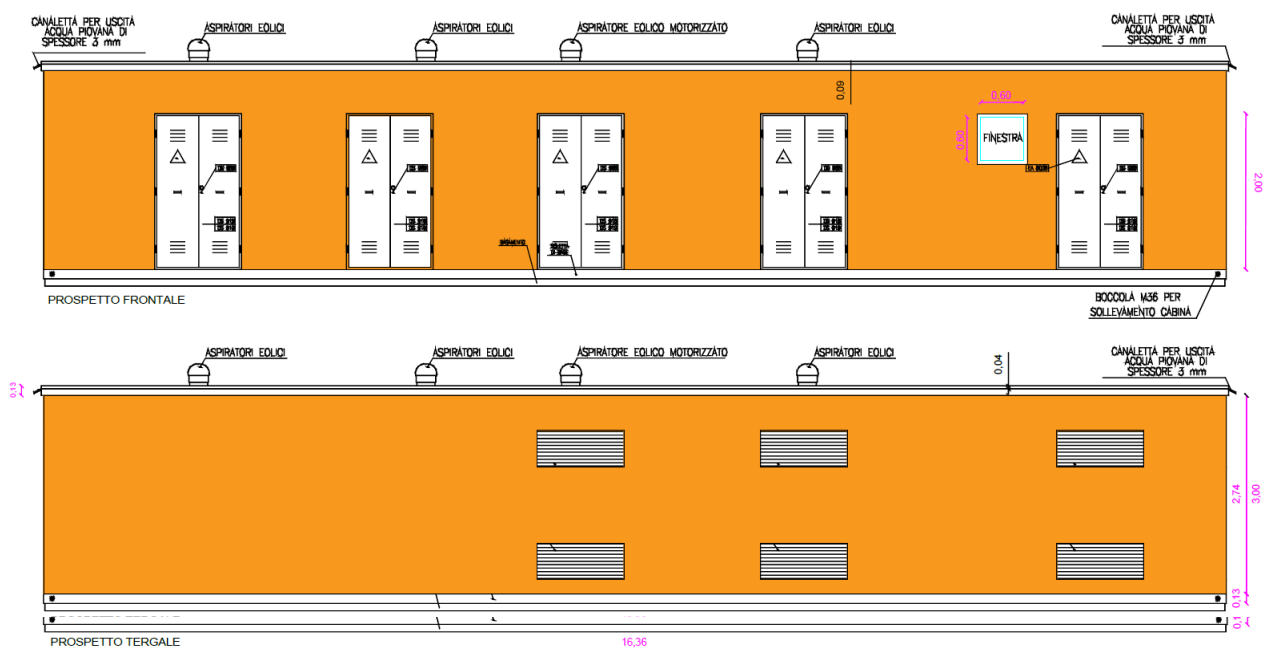 CANALETTA PER USCITA
ACQUA PIOVANA DI
SPESSORE 3 mm
ASPIRATORI EOLICI
ASPIRATORI EOLICI
ASPIRATORE EOLICO MOTORIZZATO
ASPIRATORI EOLICI
CANALETTA PER USCITA
ACQUA PIOVANA DI
SPESSORE 3 mm
0,09
0,60
0,60
FINESTRA
2,00
PROSPETTO FRONTALE
BOCCOLA M36 PER
SOLLEVAMENTO CABINA
ASPIRATORI EOLICI
ASPIRATORI EOLICI
ASPIRATORE EOLICO MOTORIZZATO
ASPIRATORI EOLICI
0,04
CANALETTA PER USCITA
ACQUA PIOVANA DI
SPESSORE 3 mm
0,13
2,74
3,00
0,13
0,1
PROSPETTO TERGALE
16,36